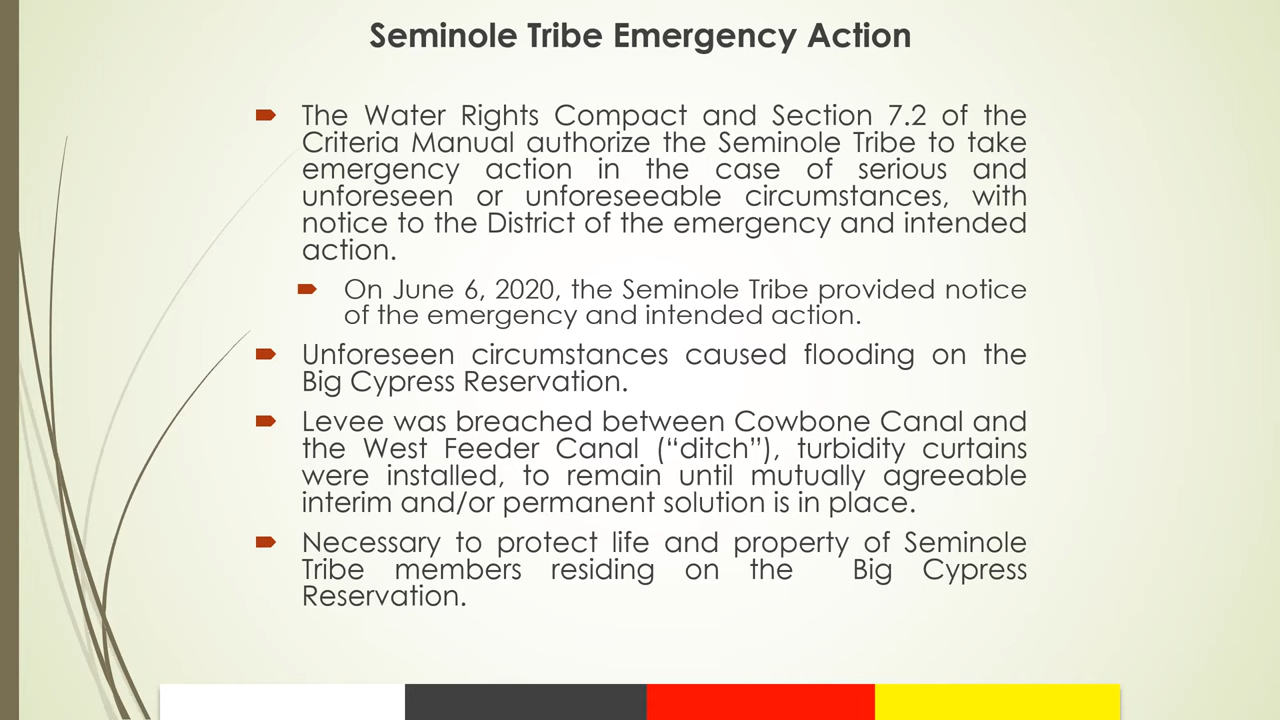 Seminole Tribe Emergency Action
The Water Rights Compact and Section 7.2 of the
Criteria Manual authorize the Seminole Tribe to take
emergency action in the case of serious and
unforeseen or unforeseeable circumstances, with
notice to the District of the emergency and intended
action.
On June 6, 2020, the Seminole Tribe provided notice
of the emergency and intended action.
Unforeseen circumstances caused flooding on the
Big Cypress Reservation.
Levee was breached between Cowbone Canal and
the West Feeder Canal (“ditch”), turbidity curtains
were installed, to remain until mutually agreeable
interim and/or permanent solution is in place.
Necessary to protect life and property of Seminole
Tribe members residing on the Big Cypress
Reservation.